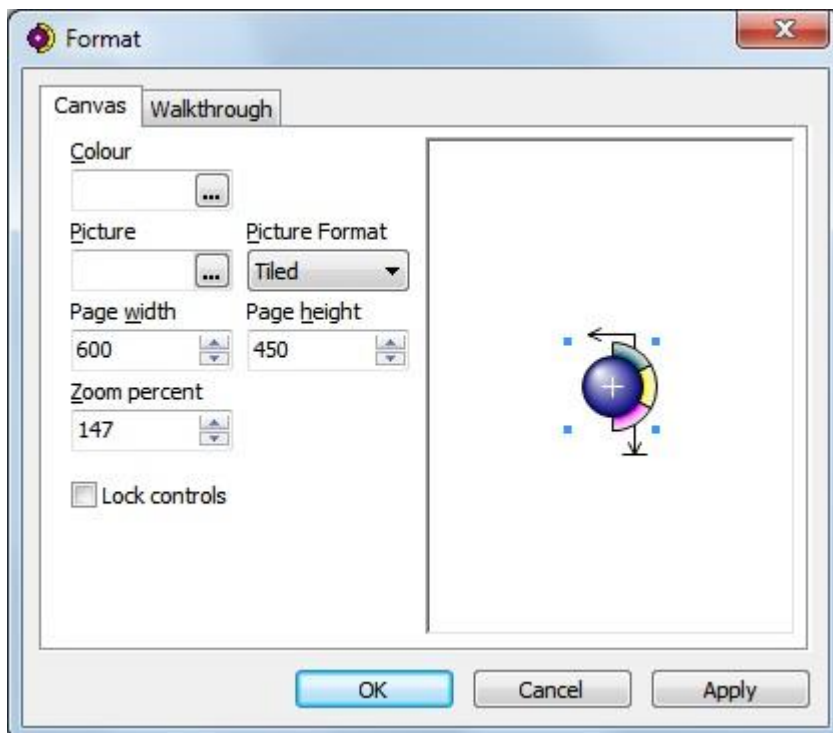 Format
Canvas Walkthrough
Colour
...
Picture Picture Format
... Tiled
Page width Page height
600 450
Zoom percent
147
Lock controls
OK Cancel Apply